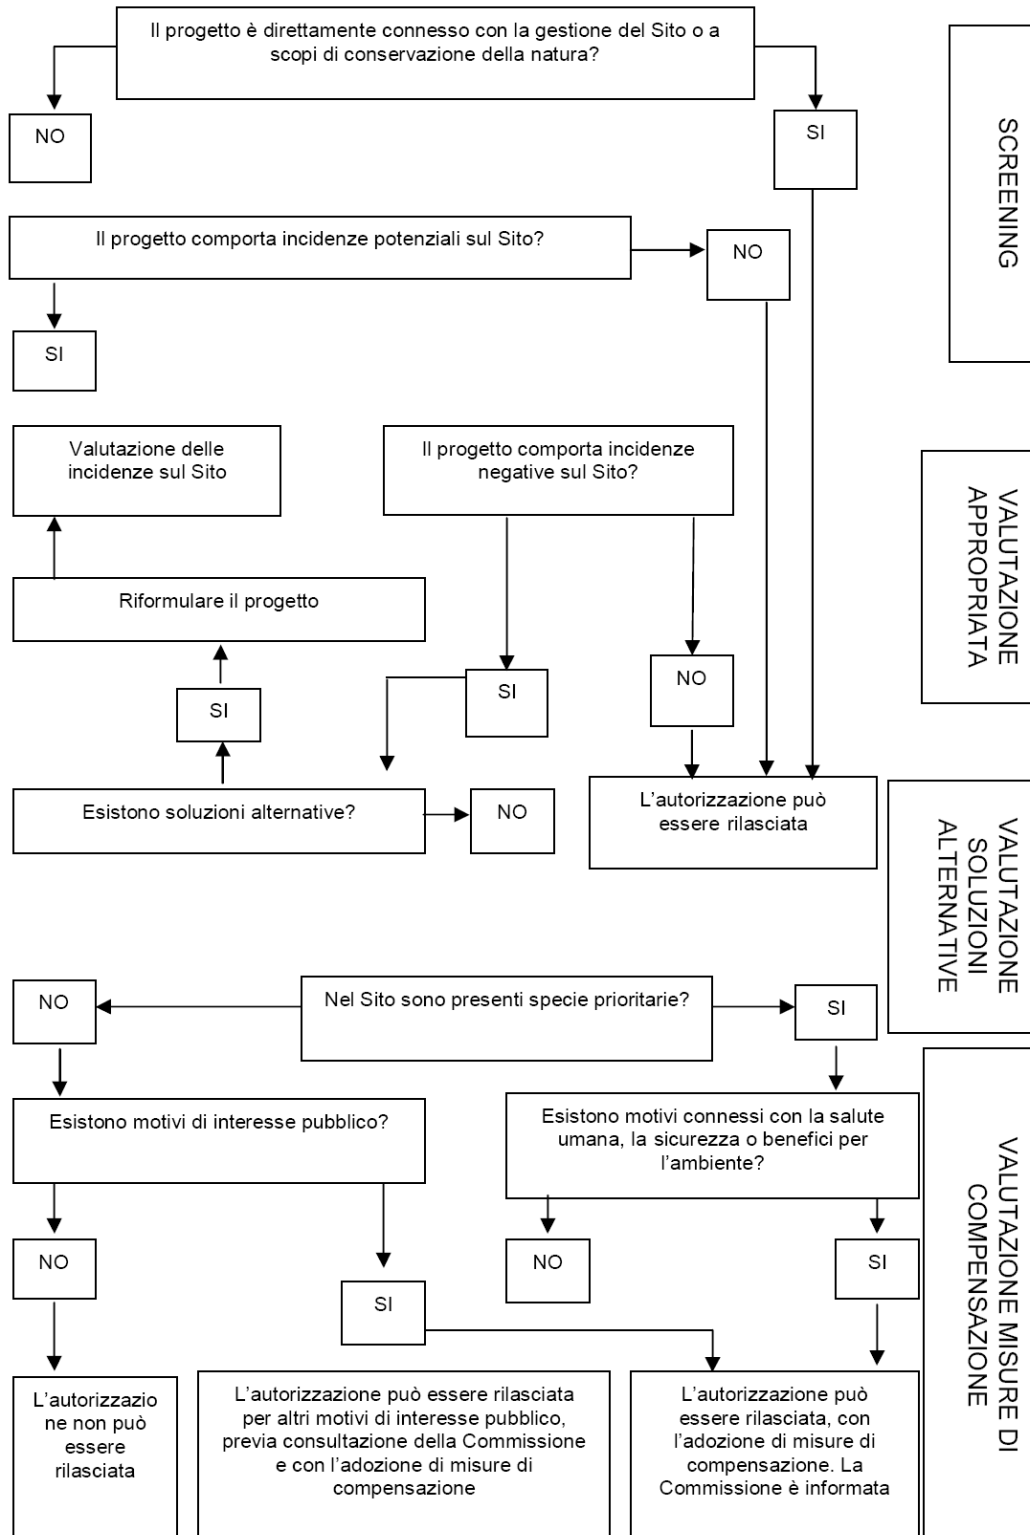 Il progetto è direttamente connesso con la gestione del Sito o a
scopi di conservazione della natura?
NO
SI
SCREENING
Il progetto comporta incidenze potenziali sul Sito?
NO
SI
Valutazione delle
incidenze sul Sito
Il progetto comporta incidenze
negative sul Sito?
VALUTAZIONE
APPROPRIATA
Riformulare il progetto
SI
SI
NO
Esistono soluzioni alternative?
NO
L'autorizzazione può
essere rilasciata
VALUTAZIONE
SOLUZIONI
ALTERNATIVE
NO
Nel Sito sono presenti specie prioritarie?
SI
Esistono motivi di interesse pubblico?
Esistono motivi connessi con la salute
umana, la sicurezza o benefici per
l'ambiente?
VALUTAZIONE MISURE DI
COMPENSAZIONE
NO
SI
NO
SI
L'autorizzazio
ne non può
essere
rilasciata
L'autorizzazione può essere rilasciata
per altri motivi di interesse pubblico,
previa consultazione della Commissione
e con l'adozione di misure di
compensazione
L'autorizzazione può
essere rilasciata, con
l'adozione di misure di
compensazione. La
Commissione è informata